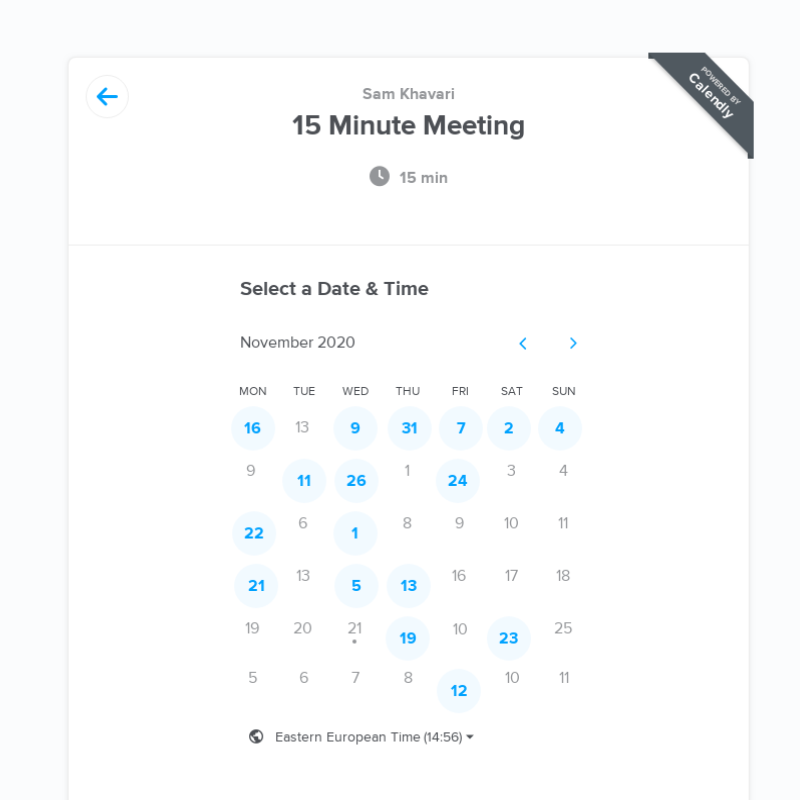 POWERED BY
Calendly
Sam Khavari
15 Minute Meeting
15 min
Select a Date & Time
November 2020
MON TUE WED THU FRI SAT SUN
16 13 9 31 7 2 4
9 11 26 1 24 3 4
22 6 1 8 9 10 11
21 13 5 13 16 17 18
19 20 21 19 10 23 25
5 6 7 8 12 10 11
Eastern European Time (14:56)